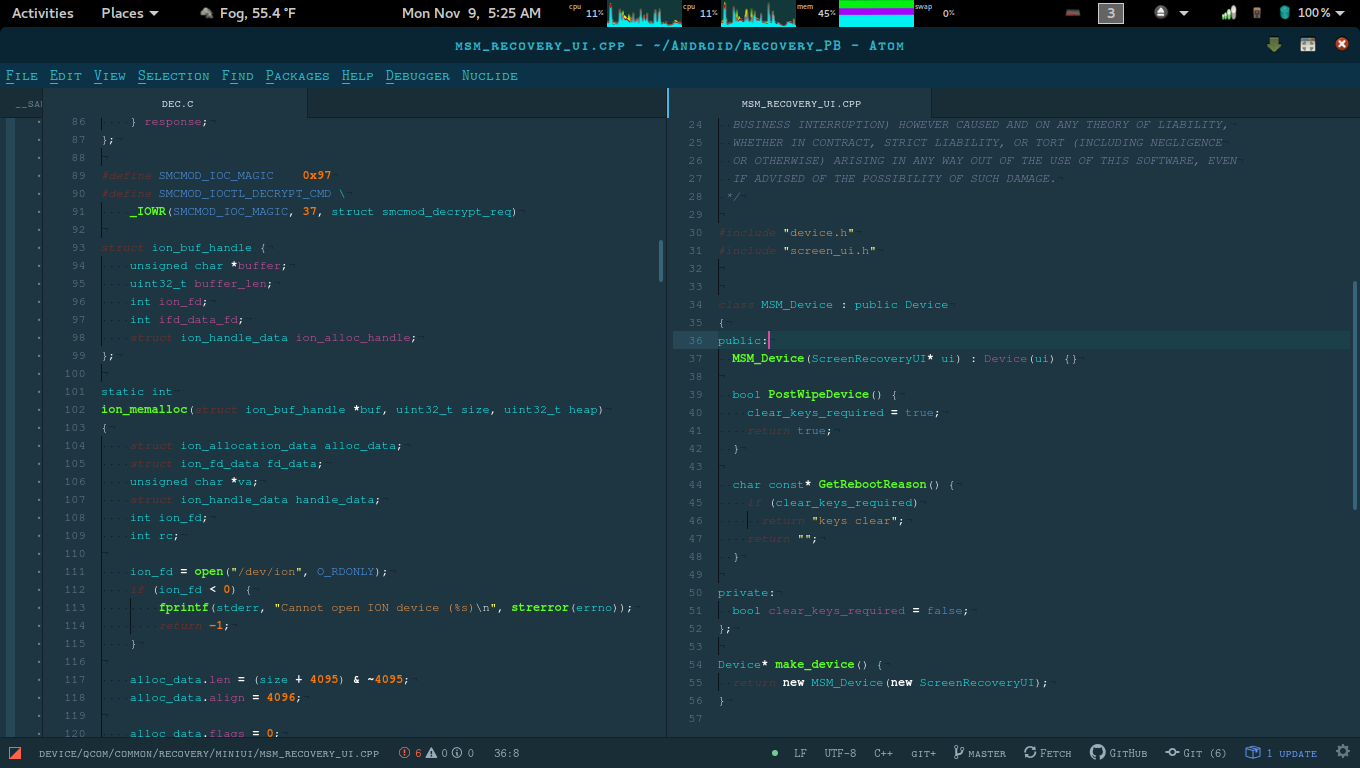 Activities Places Fog, 55.4 °F Mon Nov 9, 5:25 AM cpu 11% cpu 11% mem 45% swap 0% 3 100%
MSM_RECOVERY_UI.CPP - ~/ANDROID/RECOVERY_PB - ATOM
FILE EDIT VIEW SELECTION FIND PACKAGES HELP DEBUGGER NUCLIDE
DEC.C
86 } response;
87 };
88
89 #define SMCMOD_IOC_MAGIC 0x97
90 #define SMCMOD_IOCTL_DECRYPT_CMD \
91 _IOWR(SMCMOD_IOC_MAGIC, 37, struct smcmod_decrypt_req)
92
93 struct ion_buf_handle {
94 unsigned char *buffer;
95 uint32_t buffer_len;
96 int ion_fd;
97 int ifd_data_fd;
98 struct ion_handle_data ion_alloc_handle;
99 };
100
101 static int
102 ion_memalloc(struct ion_buf_handle *buf, uint32_t size, uint32_t heap)
103 {
104 struct ion_allocation_data alloc_data;
105 struct ion_fd_data fd_data;
106 unsigned char *va;
107 struct ion_handle_data handle_data;
108 int ion_fd;
109 int rc;
110
111 ion_fd = open("/dev/ion", O_RDONLY);
112 if (ion_fd < 0) {
113 fprintf(stderr, "Cannot open ION device (%s)\n", strerror(errno));
114 return -1;
115 }
116
117 alloc_data.len = (size + 4095) & ~4095;
118 alloc_data.align = 4096;
119
120 alloc_data.flags = 0;
MSM_RECOVERY_UI.CPP
24 BUSINESS INTERRUPTION) HOWEVER CAUSED AND ON ANY THEORY OF LIABILITY,
25 WHETHER IN CONTRACT, STRICT LIABILITY, OR TORT (INCLUDING NEGLIGENCE
26 OR OTHERWISE) ARISING IN ANY WAY OUT OF THE USE OF THIS SOFTWARE, EVEN
27 IF ADVISED OF THE POSSIBILITY OF SUCH DAMAGE.
28 */
29
30 #include "device.h"
31 #include "screen_ui.h"
32
33
34 class MSM_Device : public Device
35 {
36 public:
37 MSM_Device(ScreenRecoveryUI* ui) : Device(ui) {}
38
39 bool PostWipeDevice() {
40 clear_keys_required = true;
41 return true;
42 }
43
44 char const* GetRebootReason() {
45 if (clear_keys_required)
46 return "keys clear";
47 return "";
48 }
49
50 private:
51 bool clear_keys_required = false;
52 };
53
54 Device* make_device() {
55 return new MSM_Device(new ScreenRecoveryUI);
56 }
57
DEVICE/QCOM/COMMON/RECOVERY/MINIUI/MSM_RECOVERY_UI.CPP 6 0 0 36:8 LF UTF-8 C++ GIT+ MASTER FETCH GITHUB GIT (6) 1 UPDATE